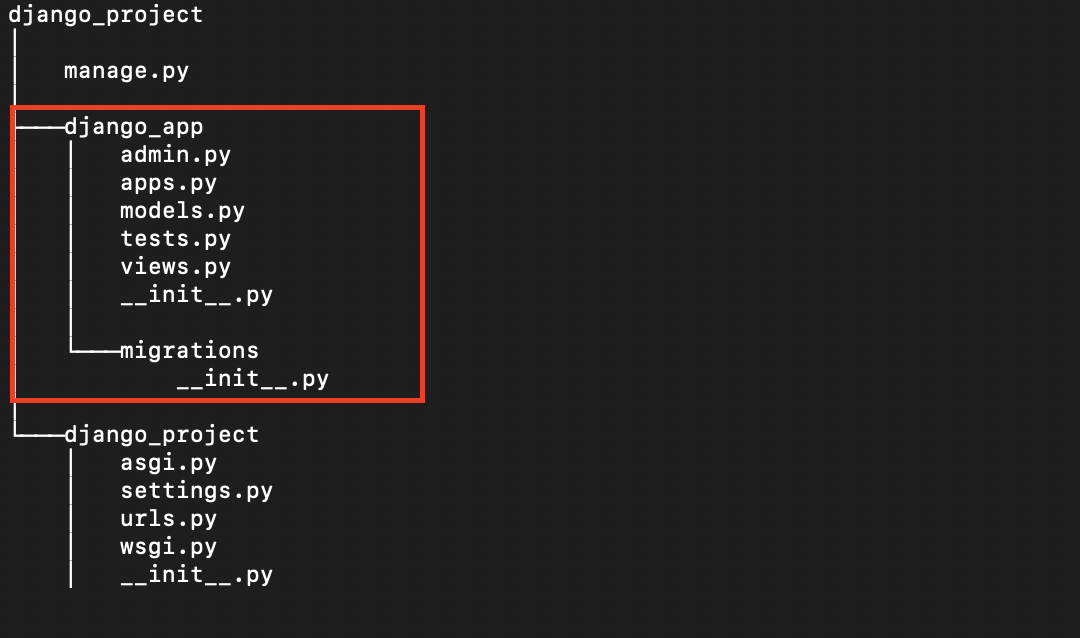 django_project
manage.py
django_app
admin.py
apps.py
models.py
tests.py
views.py
__init__.py
migrations
__init__.py
django_project
asgi.py
settings.py
urls.py
wsgi.py
__init__.py